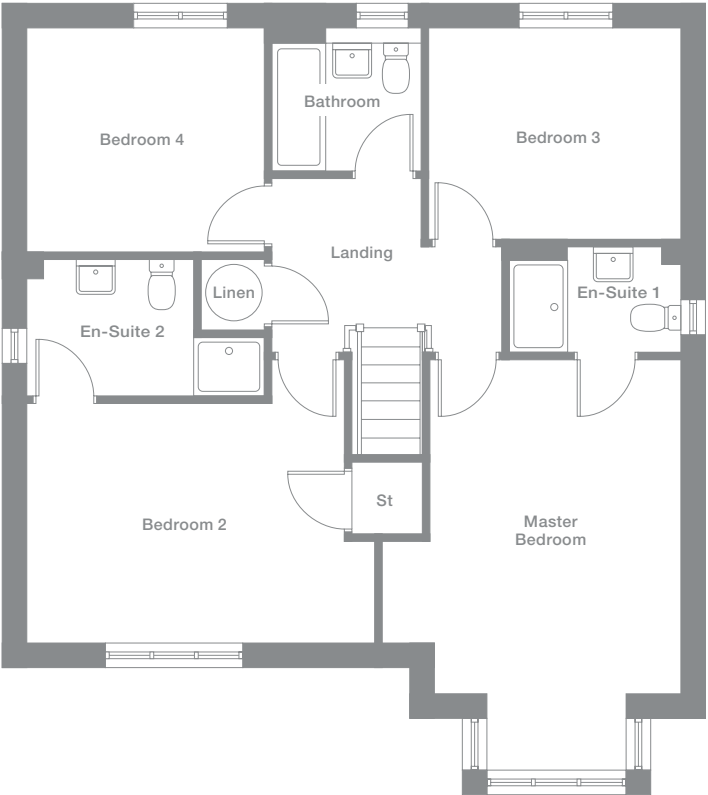 Bathroom
Bedroom 4
Bedroom 3
Landing
Linen
En-Suite 1
En-Suite 2
St
Bedroom 2
Master
Bedroom